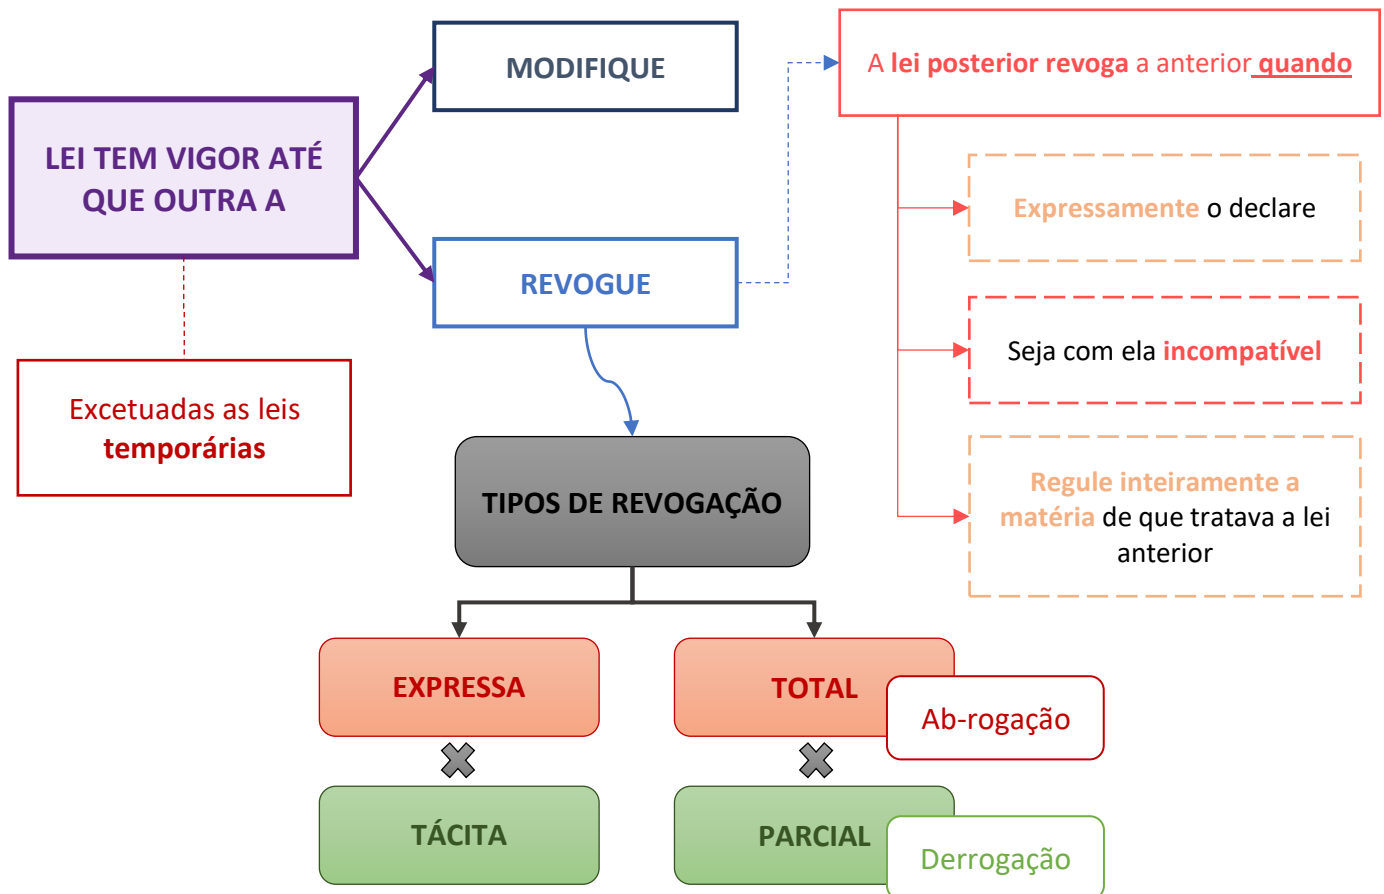 LEI TEM VIGOR ATÉ
QUE OUTRA A
MODIFIQUE
REVOGUE
Excetuadas as leis
temporárias
A lei posterior revoga a anterior quando
Expressamente o declare
Seja com ela incompatível
Regule inteiramente a
matéria de que tratava a lei
anterior
TIPOS DE REVOGAÇÃO
EXPRESSA
TÁCITA
TOTAL
Ab-rogação
PARCIAL
Derrogação